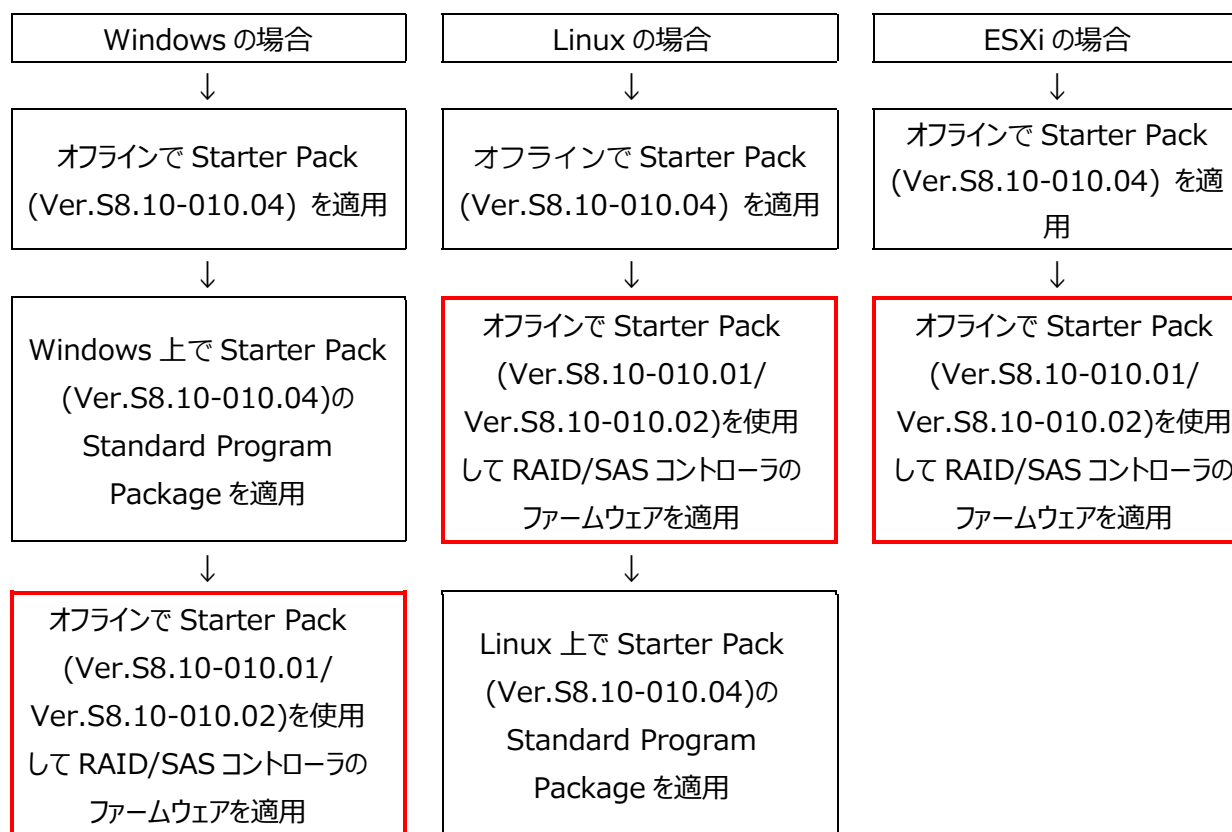 Windows の場合
↓
オフラインで Starter Pack
(Ver.S8.10-010.04) を適用
↓
Windows 上で Starter Pack
(Ver.S8.10-010.04)の
Standard Program
Package を適用
↓
オフラインで Starter Pack
(Ver.S8.10-010.01/
Ver.S8.10-010.02)を使用
して RAID/SAS コントローラの
ファームウェアを適用
Linux の場合
↓
オフラインで Starter Pack
(Ver.S8.10-010.04) を適用
↓
オフラインで Starter Pack
(Ver.S8.10-010.01/
Ver.S8.10-010.02)を使用
して RAID/SAS コントローラの
ファームウェアを適用
↓
Linux 上で Starter Pack
(Ver.S8.10-010.04)の
Standard Program
Package を適用
ESXi の場合
↓
オフラインで Starter Pack
(Ver.S8.10-010.04) を適
用
↓
オフラインで Starter Pack
(Ver.S8.10-010.01/
Ver.S8.10-010.02)を使用
して RAID/SAS コントローラの
ファームウェアを適用